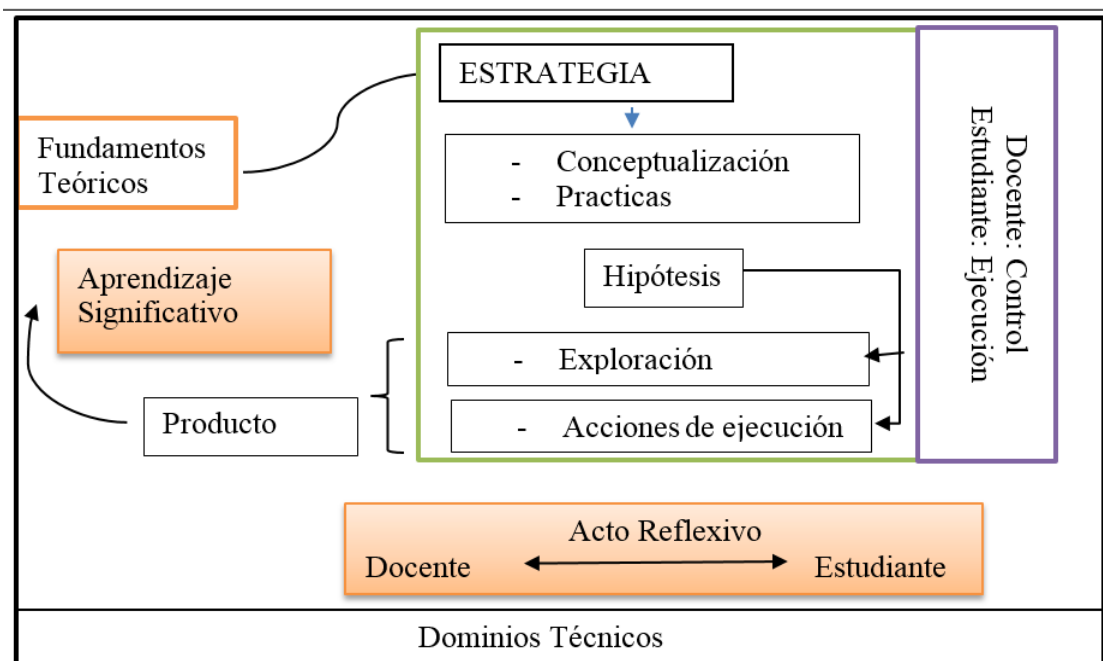 ESTRATEGIA
Fundamentos
Teóricos
- Conceptualización
- Practicas
Docente: Control
Estudiante: Ejecución
Hipótesis
Aprendizaje
Significativo
- Exploración
Producto
- Acciones de ejecución
Acto Reflexivo
Docente Estudiante
Dominios Técnicos